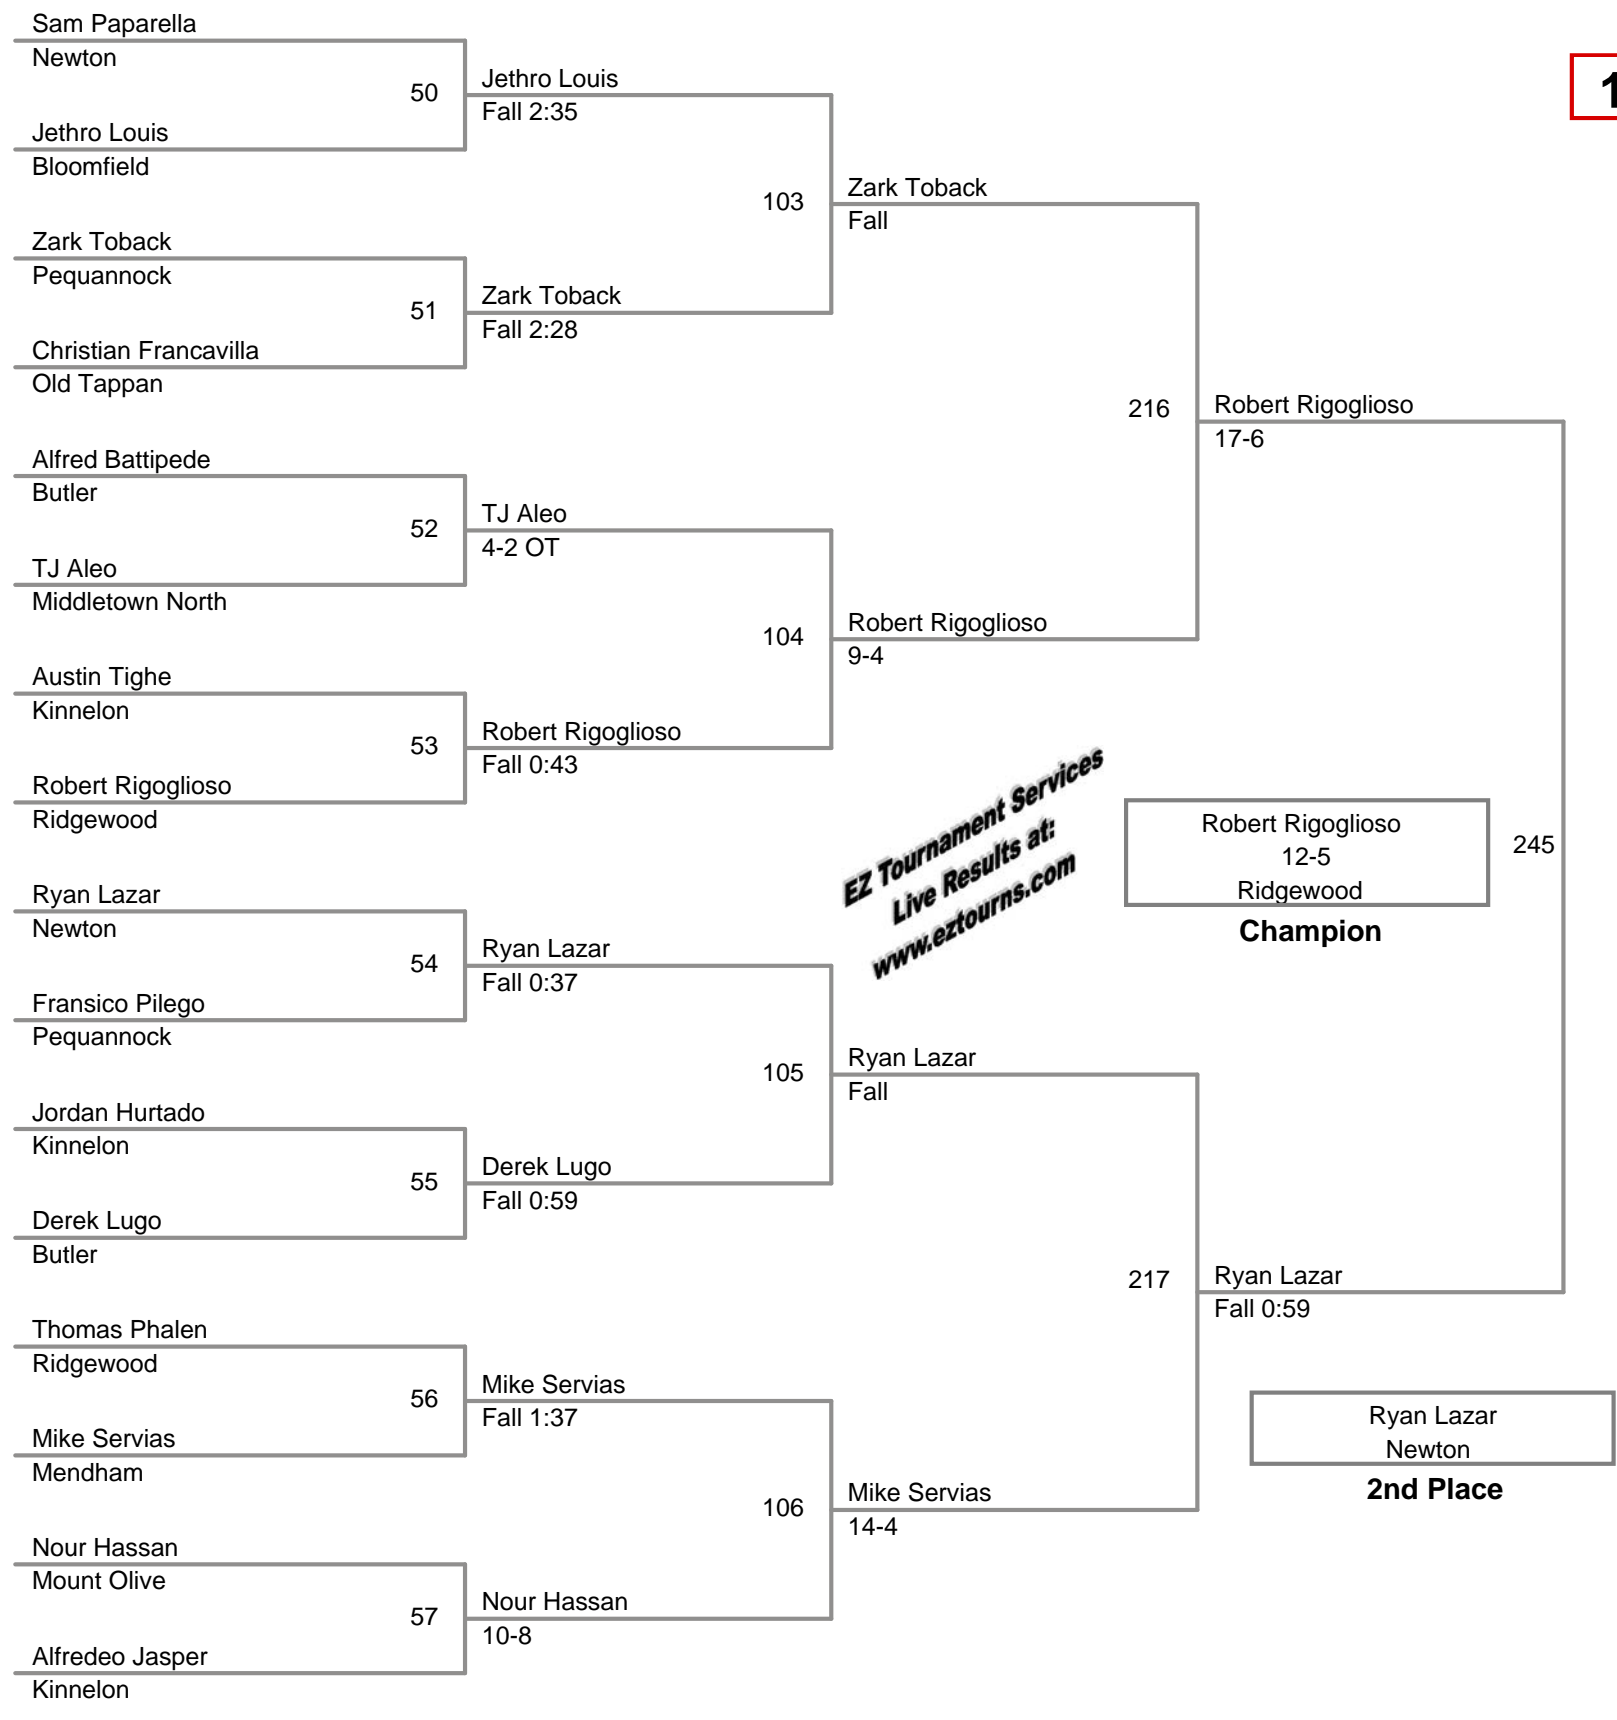 Sam Paparella
Newton
50
Jethro Louis
Fall 2:35
Jethro Louis
Bloomfield
103
Zark Toback
Fall
Zark Toback
Pequannock
51
Zark Toback
Fall 2:28
Christian Francavilla
Old Tappan
216
Robert Rigoglioso
17-6
Alfred Battipede
Butler
52
TJ Aleo
4-2 OT
TJ Aleo
Middletown North
104
Robert Rigoglioso
9-4
Austin Tighe
Kinnelon
53
Robert Rigoglioso
Fall 0:43
Robert Rigoglioso
Ridgewood
EZ Tournament Services
Live Results at:
www.eztourns.com
Robert Rigoglioso
12-5
Ridgewood
245
Champion
Ryan Lazar
Newton
54
Ryan Lazar
Fall 0:37
Fransico Pilego
Pequannock
105
Ryan Lazar
Fall
Jordan Hurtado
Kinnelon
55
Derek Lugo
Fall 0:59
Derek Lugo
Butler
217
Ryan Lazar
Fall 0:59
Thomas Phalen
Ridgewood
56
Mike Servias
Fall 1:37
Mike Servias
Mendham
Ryan Lazar
Newton
2nd Place
106
Mike Servias
14-4
Nour Hassan
Mount Olive
57
Nour Hassan
10-8
Alfredeo Jasper
Kinnelon